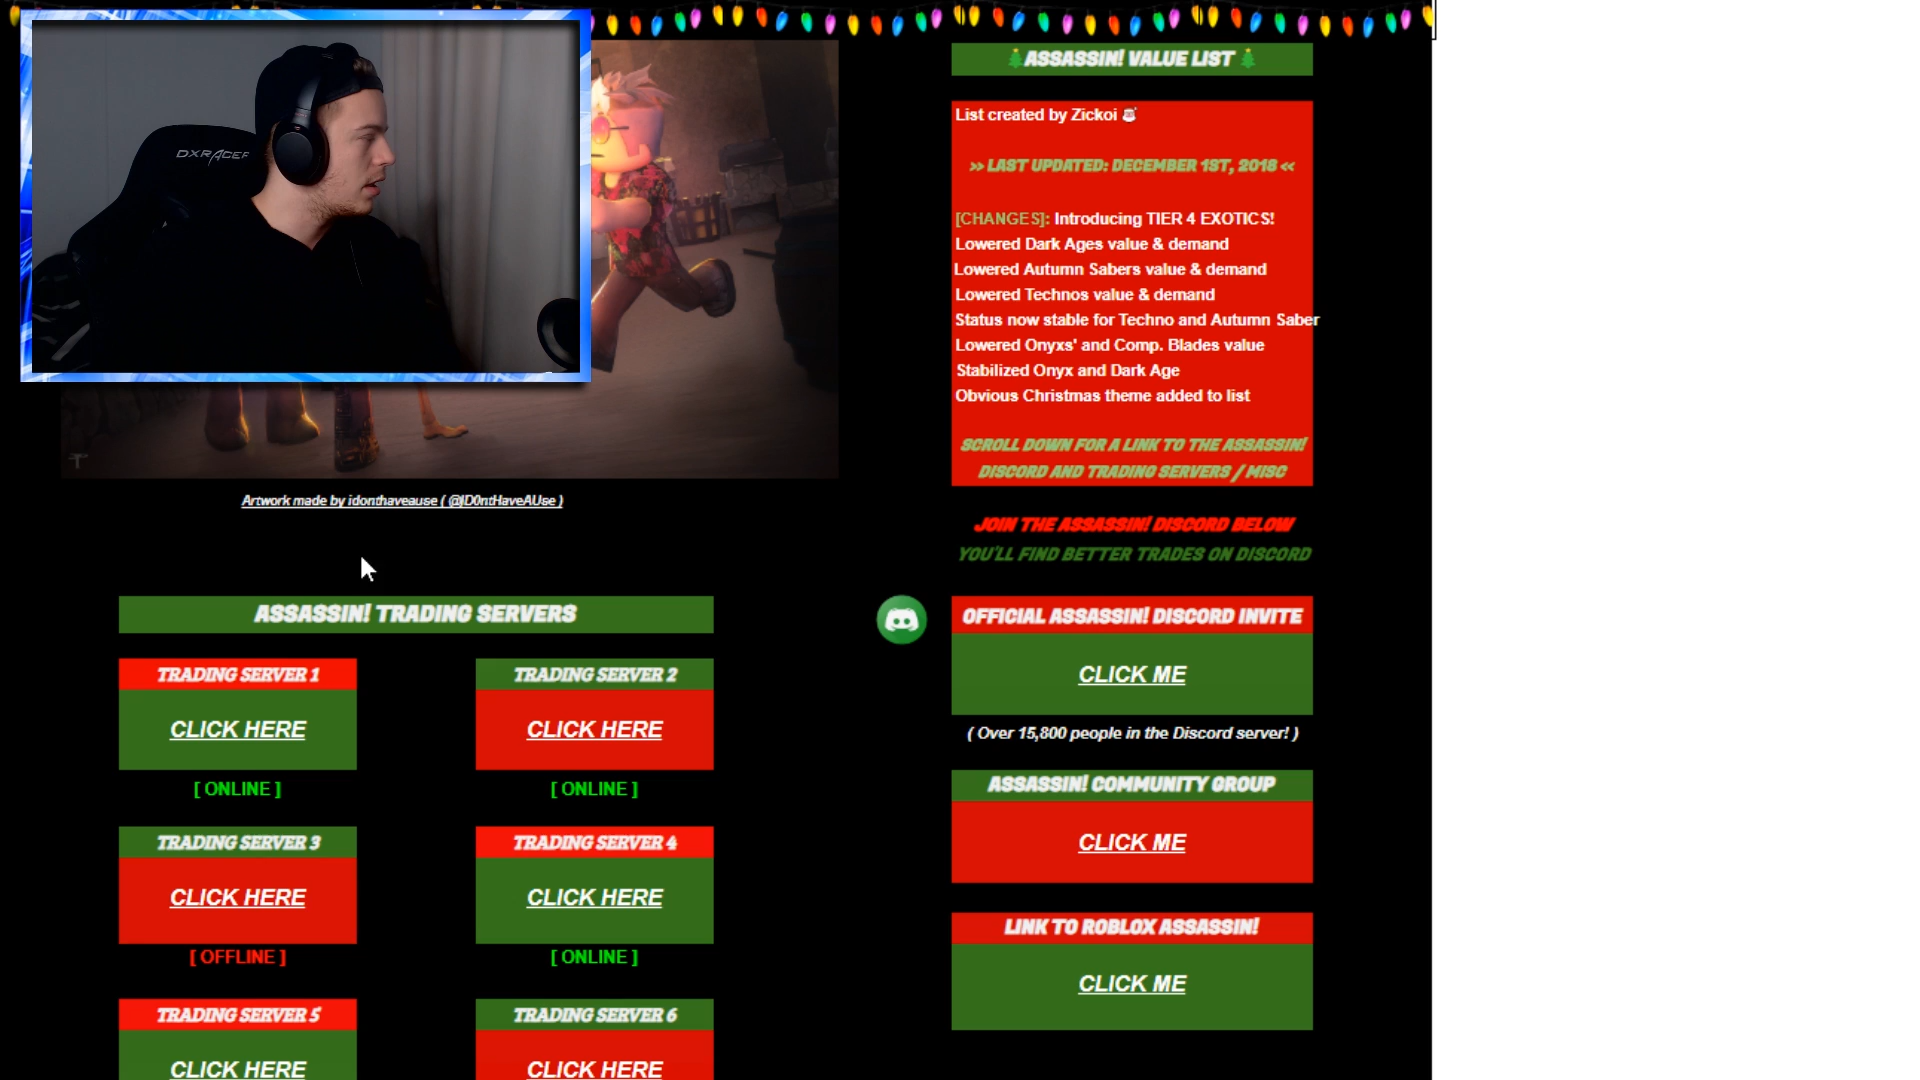 DXRACER
ASSASSIN! VALUE LIST
List created by Zickoi
>> LAST UPDATED: DECEMBER 1ST, 2018 <<
[CHANGES]: Introducing TIER 4 EXOTICS!
Lowered Dark Ages value & demand
Lowered Autumn Sabers value & demand
Lowered Technos value & demand
Status now stable for Techno and Autumn Saber
Lowered Onyxs' and Comp. Blades value
Stabilized Onyx and Dark Age
Obvious Christmas theme added to list
SCROLL DOWN FOR A LINK TO THE ASSASSIN!
DISCORD AND TRADING SERVERS / MISC
Artwork made by idonthaveause ( @ID0ntHaveAUse )
JOIN THE ASSASSIN! DISCORD BELOW
YOU'LL FIND BETTER TRADES ON DISCORD
ASSASSIN! TRADING SERVERS
TRADING SERVER 1
CLICK HERE
[ ONLINE ]
TRADING SERVER 2
CLICK HERE
[ ONLINE ]
TRADING SERVER 3
CLICK HERE
[ OFFLINE ]
TRADING SERVER 4
CLICK HERE
[ ONLINE ]
TRADING SERVER 5
CLICK HERE
TRADING SERVER 6
CLICK HERE
OFFICIAL ASSASSIN! DISCORD INVITE
CLICK ME
( Over 15,800 people in the Discord server! )
ASSASSIN! COMMUNITY GROUP
CLICK ME
LINK TO ROBLOX ASSASSIN!
CLICK ME